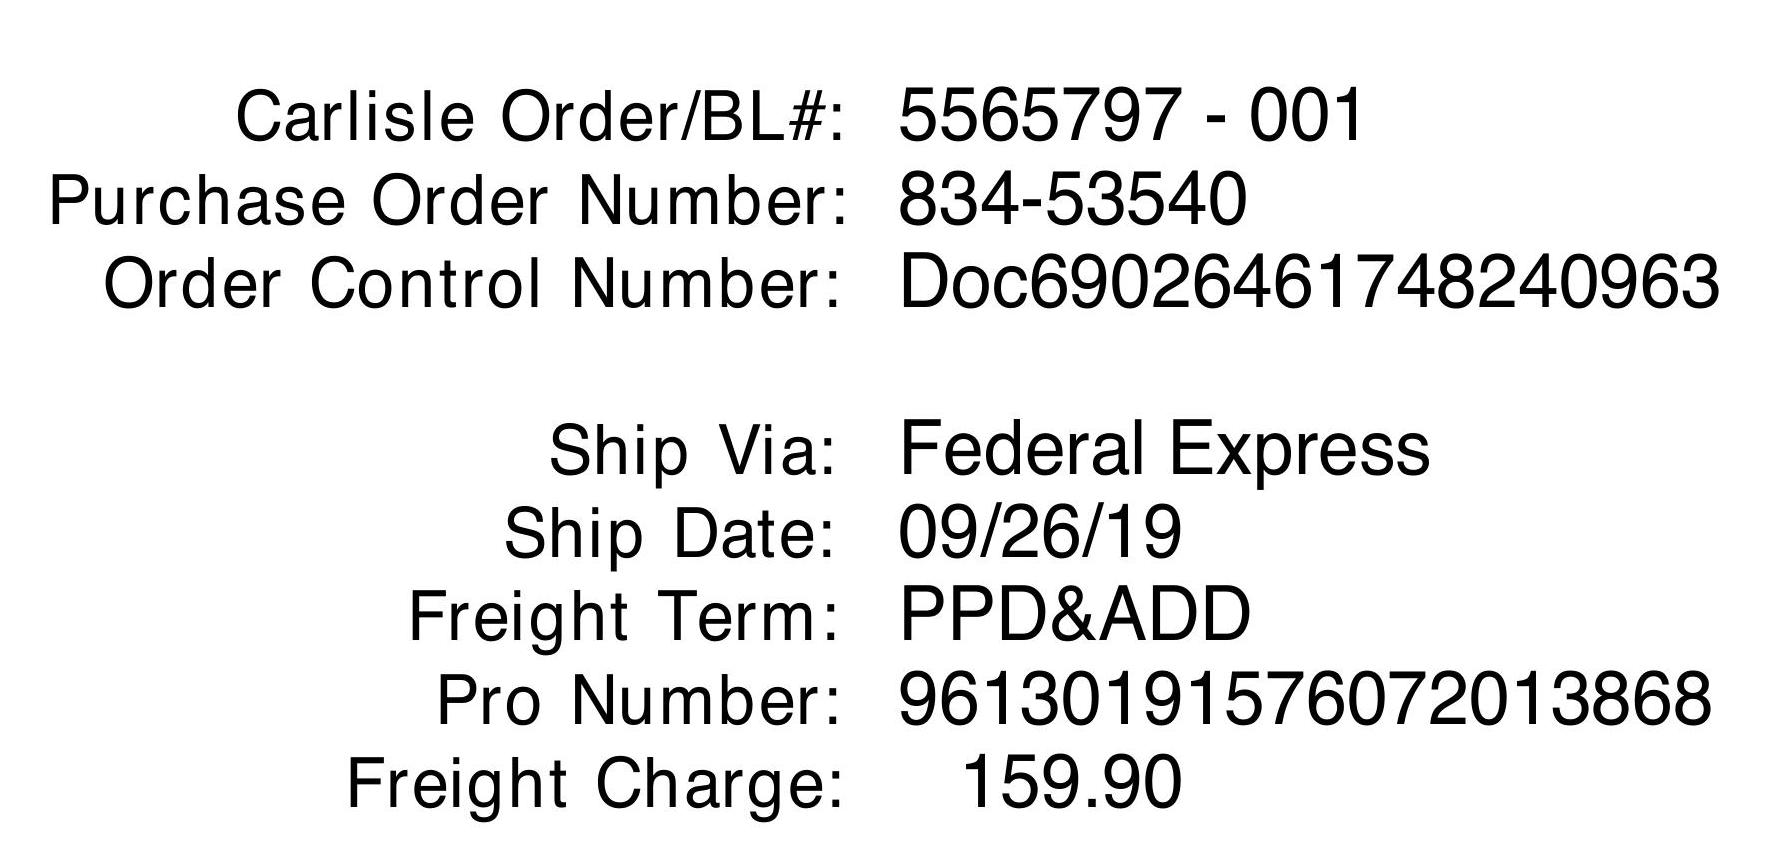 Carlisle Order/BL#: 5565797 - 001
Purchase Order Number: 834-53540
Order Control Number: Doc69026461748240963
Ship Via: Federal Express
Ship Date: 09/26/19
Freight Term: PPD&ADD
Pro Number: 96130191576072013868
Freight Charge: 159.90